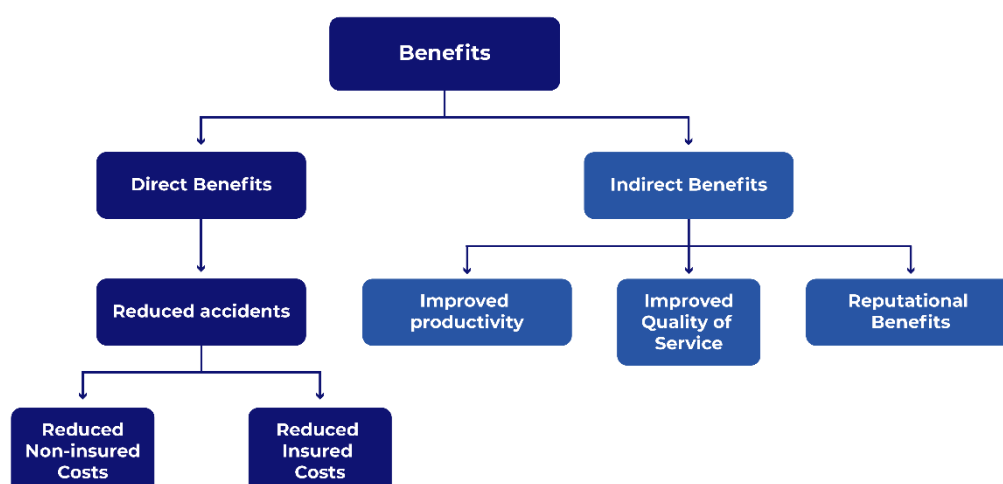 Benefits
Direct Benefits
Indirect Benefits
Reduced accidents
Improved
productivity
Improved
Quality of
Service
Reputational
Benefits
Reduced
Non-insured
Costs
Reduced
Insured
Costs